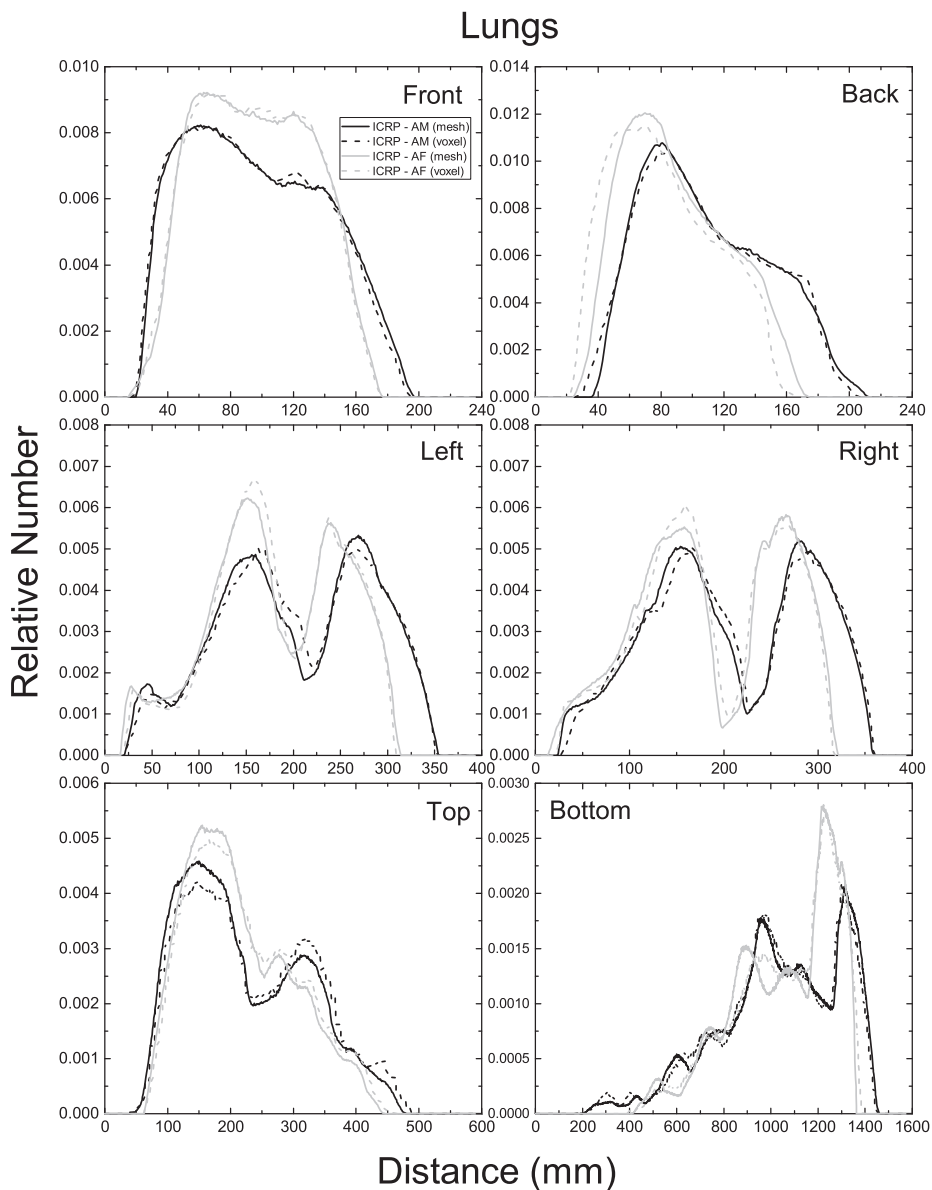 Lungs
Front
ICRP - AM (mesh)
ICRP - AM (voxel)
ICRP - AF (mesh)
ICRP - AF (voxel)
0.010
0.008
0.006
0.004
0.002
0.000
0 40 80 120 160 200 240
Back
0.014
0.012
0.010
0.008
0.006
0.004
0.002
0.000
0 40 80 120 160 200 240
Relative Number
Left
0.008
0.007
0.006
0.005
0.004
0.003
0.002
0.001
0.000
0 50 100 150 200 250 300 350 400
Right
0.008
0.007
0.006
0.005
0.004
0.003
0.002
0.001
0.000
0 100 200 300 400
Top
0.006
0.005
0.004
0.003
0.002
0.001
0.000
0 100 200 300 400 500 600
Bottom
0.0030
0.0025
0.0020
0.0015
0.0010
0.0005
0.0000
0 200 400 600 800 1000 1200 1400 1600
Distance (mm)